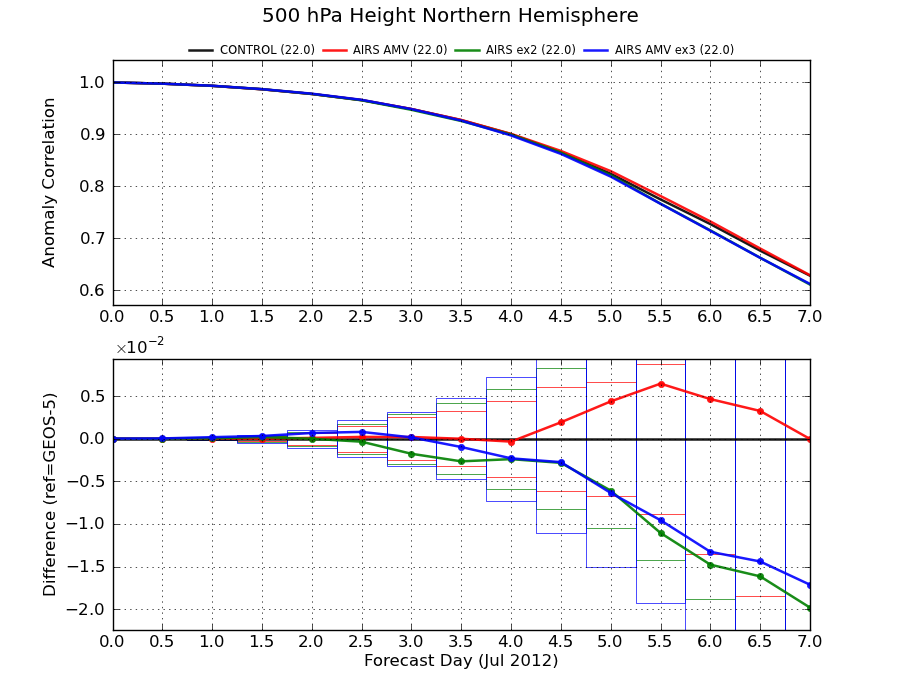 500 hPa Height Northern Hemisphere
CONTROL (22.0) AIRS AMV (22.0) AIRS ex2 (22.0) AIRS AMV ex3 (22.0)
Anomaly Correlation
1.0
0.9
0.8
0.7
0.6
0.0 0.5 1.0 1.5 2.0 2.5 3.0 3.5 4.0 4.5 5.0 5.5 6.0 6.5 7.0
×10⁻²
Difference (ref=GEOS-5)
0.5
0.0
−0.5
−1.0
−1.5
−2.0
0.0 0.5 1.0 1.5 2.0 2.5 3.0 3.5 4.0 4.5 5.0 5.5 6.0 6.5 7.0
Forecast Day (Jul 2012)